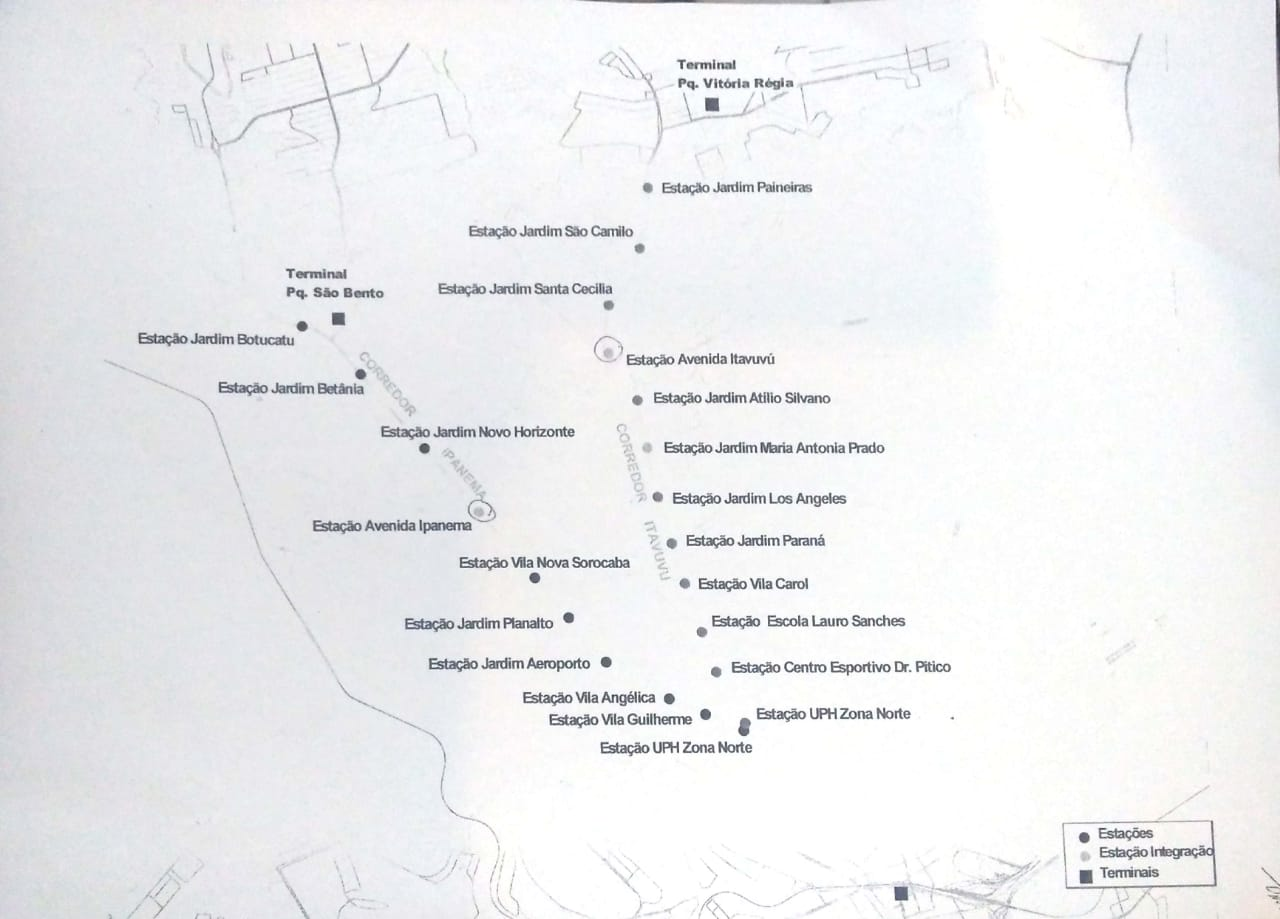 Terminal
Pq. Vitória Régia
Estação Jardim Paineiras
Estação Jardim São Camilo
Terminal
Pq. São Bento
Estação Jardim Santa Cecilia
Estação Jardim Botucatu
Estação Avenida Itavuvú
Estação Jardim Betânia
CORREDOR
Estação Jardim Atilio Silvano
Estação Jardim Novo Horizonte
Estação Jardim Maria Antonia Prado
IPANEMA
CORREDOR
Estação Jardim Los Angeles
Estação Avenida Ipanema
Estação Jardim Paraná
ITAVUVU
Estação Vila Nova Sorocaba
Estação Vila Carol
Estação Jardim Planalto
Estação Escola Lauro Sanches
Estação Jardim Aeroporto
Estação Centro Esportivo Dr. Pitico
Estação Vila Angélica
Estação Vila Guilherme
Estação UPH Zona Norte
Estação UPH Zona Norte
Estações
Estação Integração
Terminais